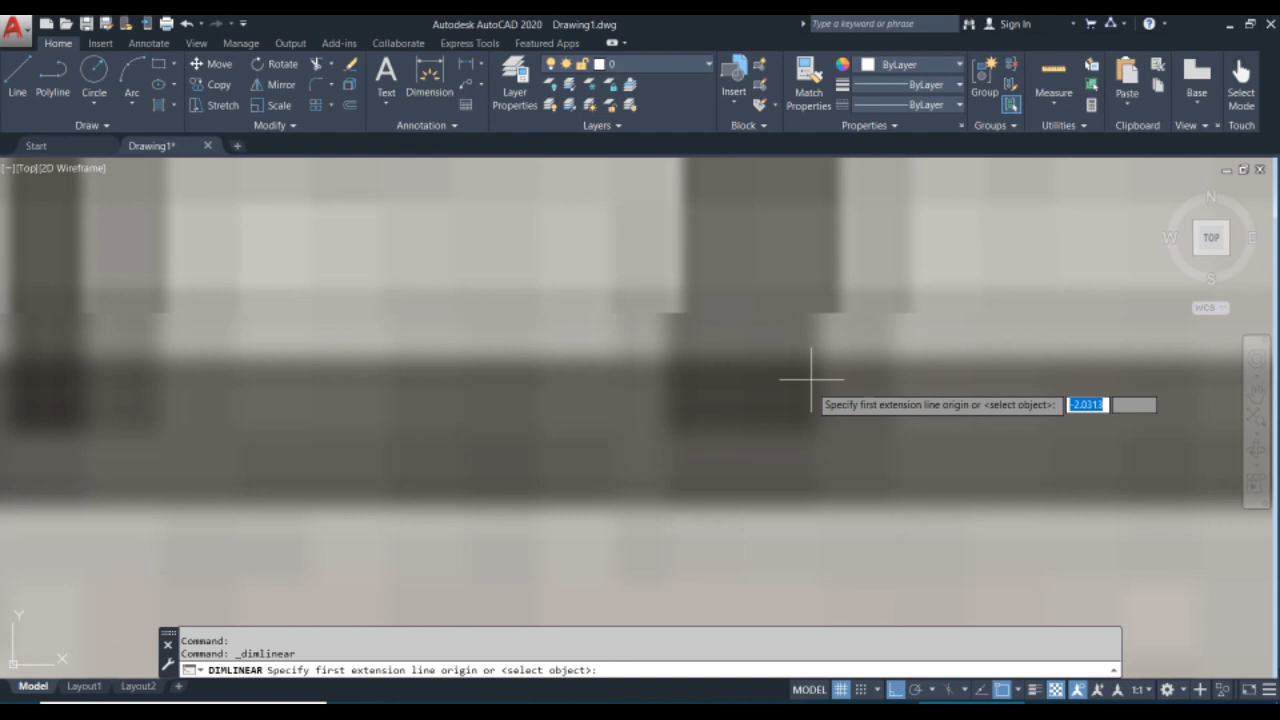 Autodesk AutoCAD 2020 Drawing1.dwg
Type a keyword or phrase
Sign In
Home Insert Annotate View Manage Output Add-ins Collaborate Express Tools Featured Apps
Line Polyline Circle Arc
Move Rotate
Copy Mirror
Stretch Scale
Text Dimension
Layer Properties
0
Insert
Match Properties
ByLayer
ByLayer
ByLayer
Group
Measure
Paste
Base
Select Mode
Draw Modify Annotation Layers Block Properties Groups Utilities Clipboard View Touch
Start Drawing1*
[−][Top][2D Wireframe]
N
W TOP E
S
WCS
Specify first extension line origin or <select object>: -2.0313
Y
X
Command:
Command: _dimlinear
DIMLINEAR Specify first extension line origin or <select object>:
Model Layout1 Layout2
MODEL 1:1